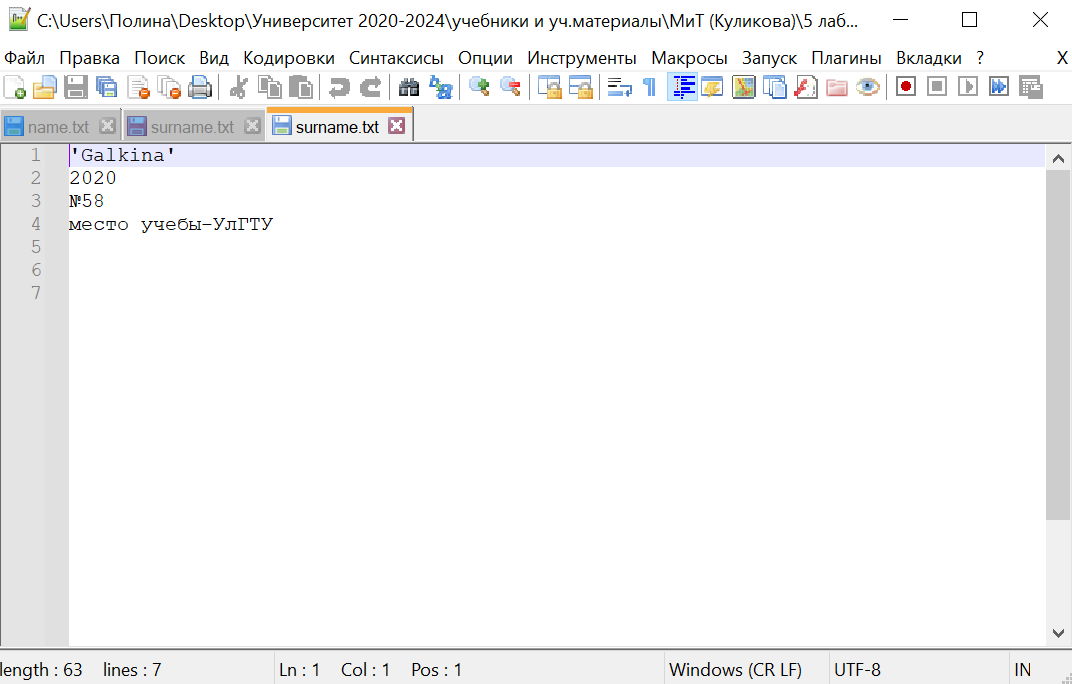 C:\Users\Полина\Desktop\Университет 2020-2024\учебники и уч.материалы\МиТ (Куликова)\5 лаб...
Файл Правка Поиск Вид Кодировки Синтаксисы Опции Инструменты Макросы Запуск Плагины Вкладки ? X
name.txt surname.txt surname.txt
1 'Galkina'
2 2020
3 №58
4 место учебы-УлГТУ
5
6
7
length : 63 lines : 7 Ln : 1 Col : 1 Pos : 1 Windows (CR LF) UTF-8 IN